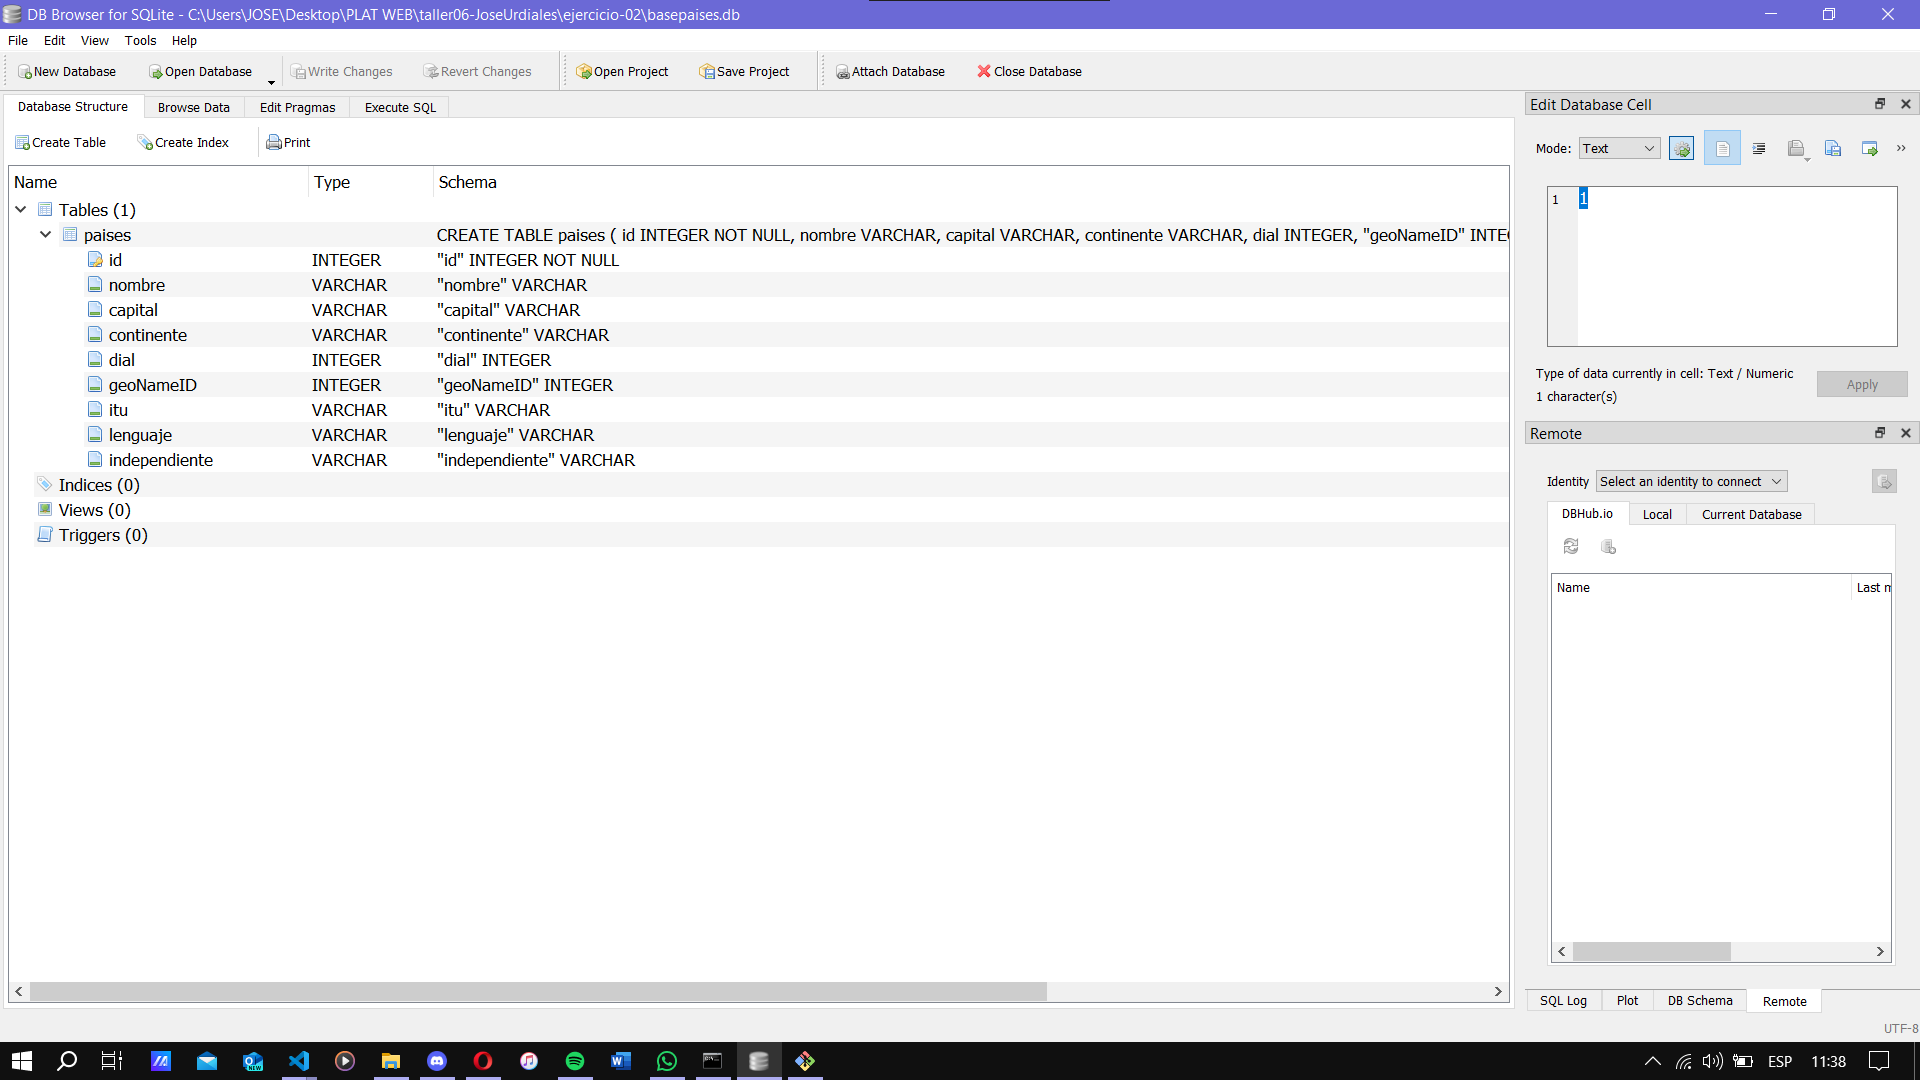 DB Browser for SQLite - C:\Users\JOSE\Desktop\PLAT WEB\taller06-JoseUrdiales\ejercicio-02\basepaises.db
File Edit View Tools Help
New Database Open Database Write Changes Revert Changes Open Project Save Project Attach Database Close Database
Database Structure Browse Data Edit Pragmas Execute SQL
Create Table Create Index Print
Name Type Schema
Tables (1)
paises CREATE TABLE paises ( id INTEGER NOT NULL, nombre VARCHAR, capital VARCHAR, continente VARCHAR, dial INTEGER, "geoNameID" INTE
id INTEGER "id" INTEGER NOT NULL
nombre VARCHAR "nombre" VARCHAR
capital VARCHAR "capital" VARCHAR
continente VARCHAR "continente" VARCHAR
dial INTEGER "dial" INTEGER
geoNameID INTEGER "geoNameID" INTEGER
itu VARCHAR "itu" VARCHAR
lenguaje VARCHAR "lenguaje" VARCHAR
independiente VARCHAR "independiente" VARCHAR
Indices (0)
Views (0)
Triggers (0)
Edit Database Cell
Mode: Text
1 1
Type of data currently in cell: Text / Numeric
1 character(s)
Apply
Remote
Identity Select an identity to connect
DBHub.io Local Current Database
Name Last m
SQL Log Plot DB Schema Remote
UTF-8
ESP 11:38